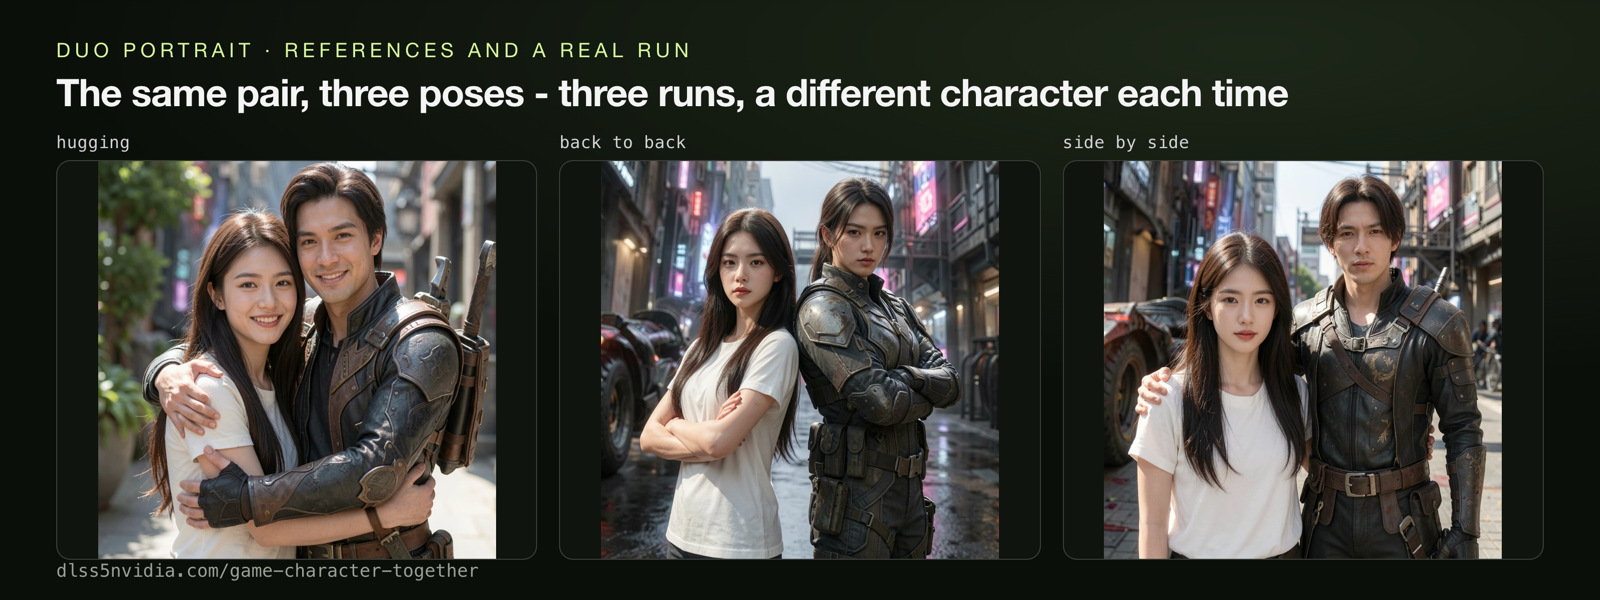 DUO PORTRAIT · REFERENCES AND A REAL RUN
The same pair, three poses - three runs, a different character each time
hugging
back to back
side by side
dlss5nvidia.com/game-character-together